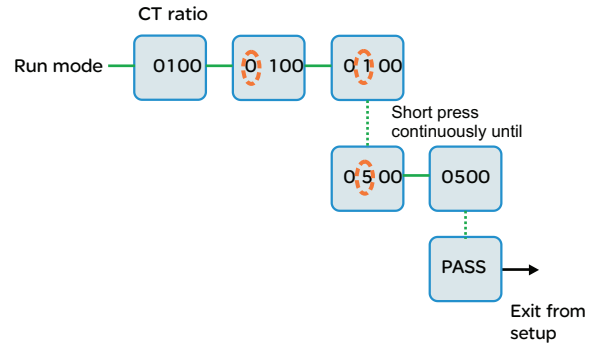 CT ratio
Run mode
0100
0 100
0 1 00
Short press
continuously until
0 5 00
0500
PASS
Exit from
setup